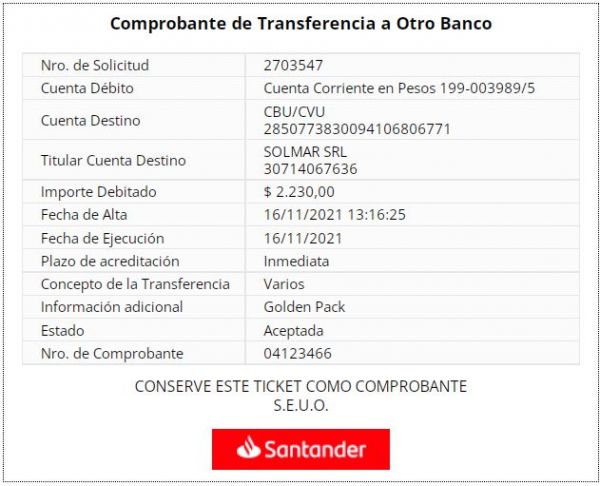 Comprobante de Transferencia a Otro Banco
Nro. de Solicitud 2703547
Cuenta Débito Cuenta Corriente en Pesos 199-003989/5
Cuenta Destino CBU/CVU
2850773830094106806771
Titular Cuenta Destino SOLMAR SRL
30714067636
Importe Debitado $ 2.230,00
Fecha de Alta 16/11/2021 13:16:25
Fecha de Ejecución 16/11/2021
Plazo de acreditación Inmediata
Concepto de la Transferencia Varios
Información adicional Golden Pack
Estado Aceptada
Nro. de Comprobante 04123466
CONSERVE ESTE TICKET COMO COMPROBANTE
S.E.U.O.
Santander